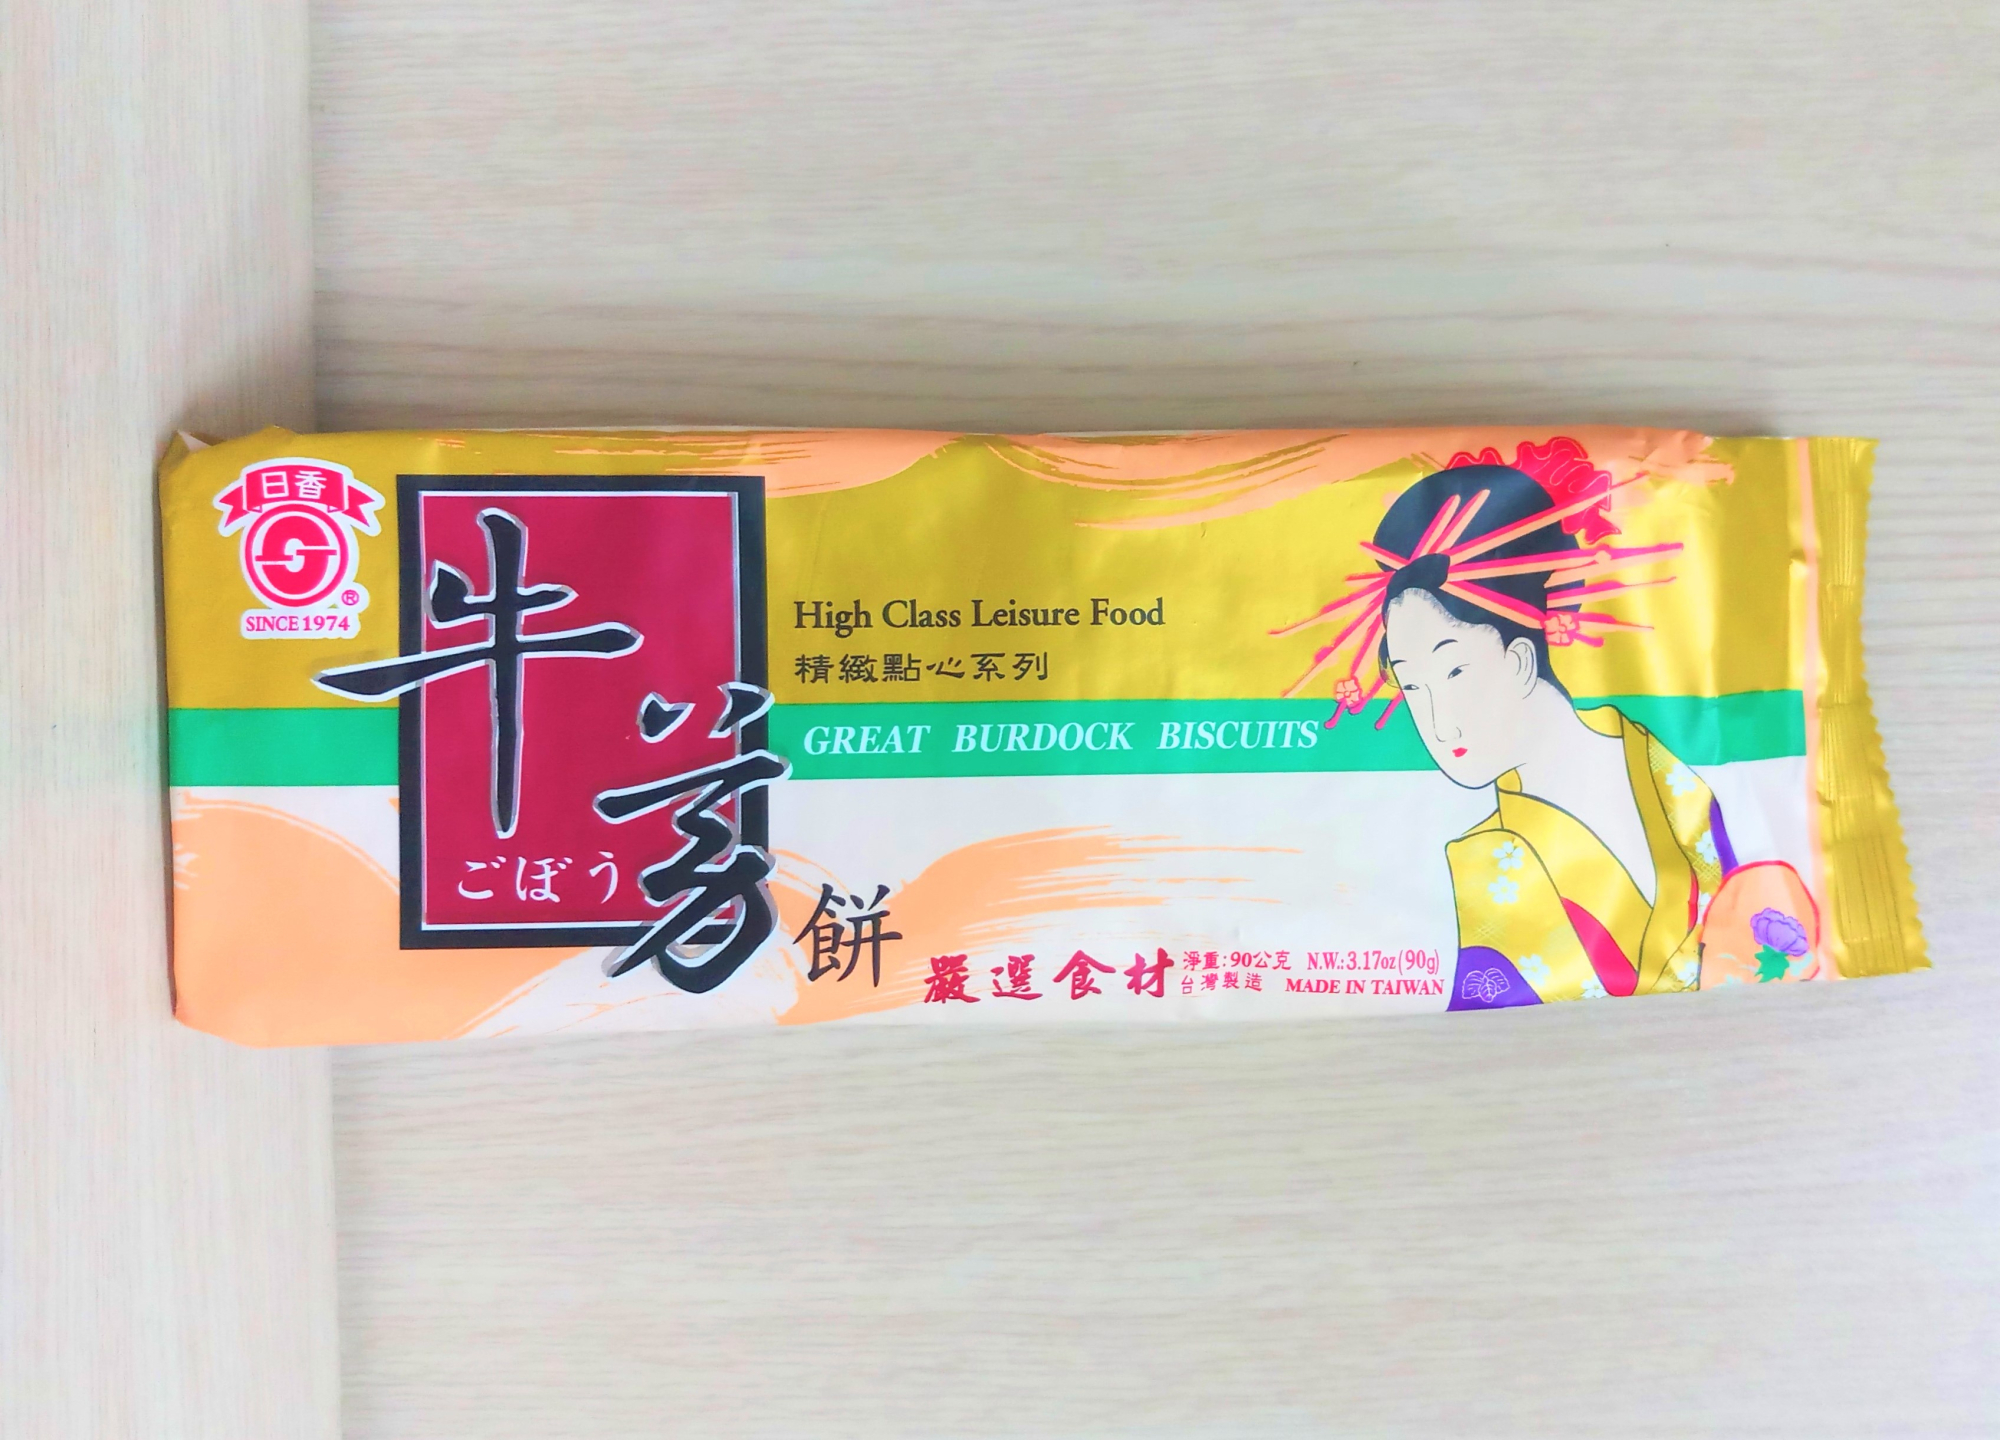 日香
®
SINCE 1974
牛蒡
ごぼう
餅
High Class Leisure Food
精緻點心系列
GREAT BURDOCK BISCUITS
嚴選食材
淨重:90公克 N.W.:3.17oz(90g)
台灣製造 MADE IN TAIWAN